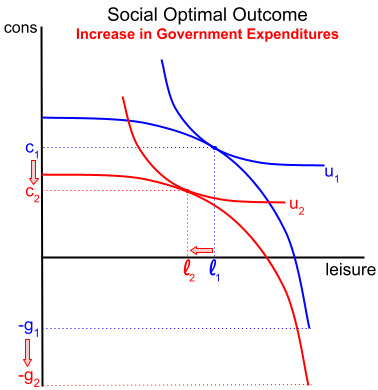 Social Optimal Outcome
Increase in Government Expenditures
cons
c₁
c₂
u₁
u₂
ℓ₂ ℓ₁
leisure
-g₁
-g₂